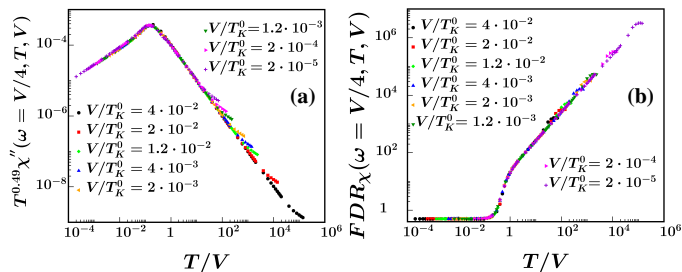 T^{0.49}χ″(ω = V/4, T, V)
10^{-4}
10^{-6}
10^{-8}
V/T_K^0 = 1.2 · 10^{-3}
V/T_K^0 = 2 · 10^{-4}
V/T_K^0 = 2 · 10^{-5}
(a)
V/T_K^0 = 4 · 10^{-2}
V/T_K^0 = 2 · 10^{-2}
V/T_K^0 = 1.2 · 10^{-2}
V/T_K^0 = 4 · 10^{-3}
V/T_K^0 = 2 · 10^{-3}
10^{-4} 10^{-2} 1 10^2 10^4 10^6
T/V
FDR_χ(ω = V/4, T, V)
10^6
10^4
10^2
1
V/T_K^0 = 4 · 10^{-2}
V/T_K^0 = 2 · 10^{-2}
V/T_K^0 = 1.2 · 10^{-2}
V/T_K^0 = 4 · 10^{-3}
V/T_K^0 = 2 · 10^{-3}
V/T_K^0 = 1.2 · 10^{-3}
(b)
V/T_K^0 = 2 · 10^{-4}
V/T_K^0 = 2 · 10^{-5}
10^{-4} 10^{-2} 1 10^2 10^4 10^6
T/V